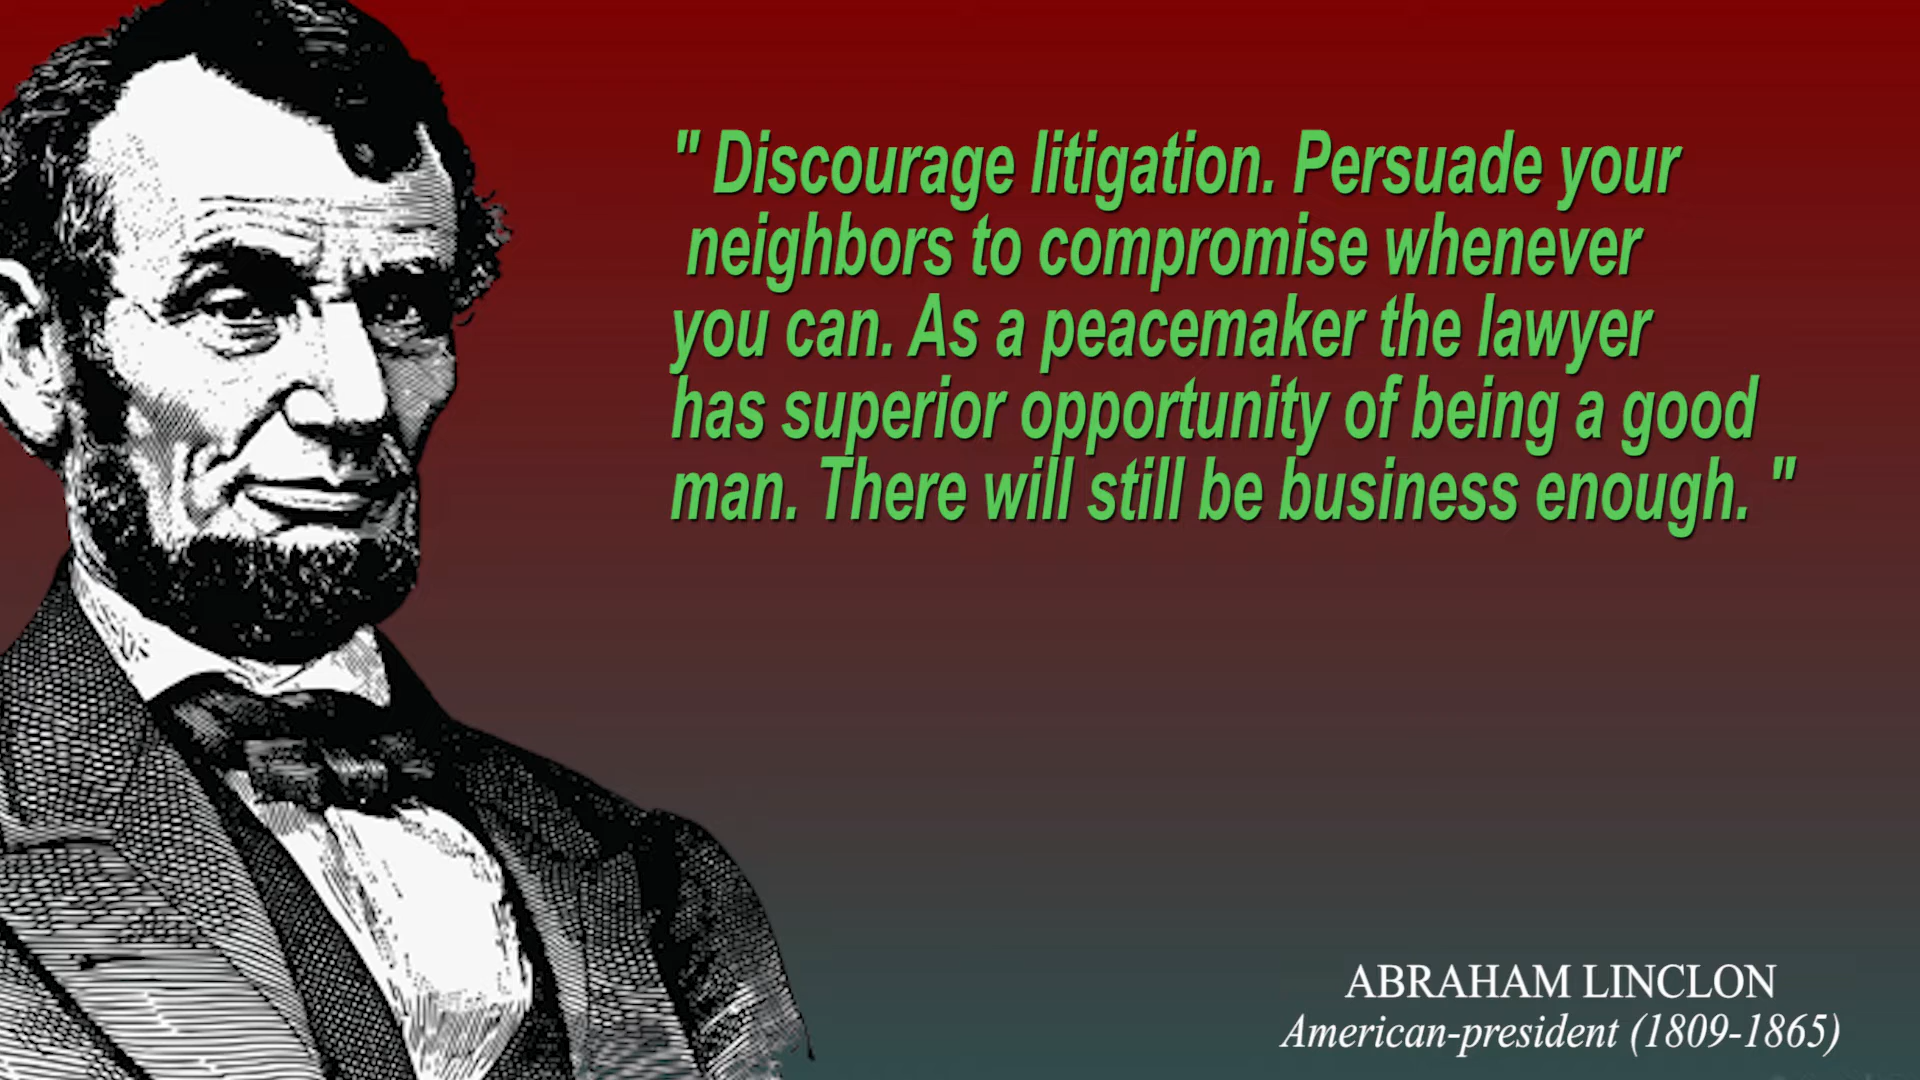 " Discourage litigation. Persuade your
neighbors to compromise whenever
you can. As a peacemaker the lawyer
has superior opportunity of being a good
man. There will still be business enough. "
ABRAHAM LINCLON
American-president (1809-1865)